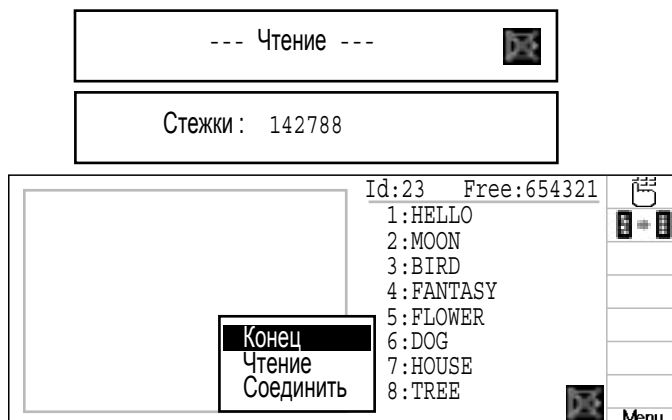 --- Чтение ---
Стежки: 142788
Id:23 Free:654321
1:HELLO
2:MOON
3:BIRD
4:FANTASY
5:FLOWER
6:DOG
7:HOUSE
8:TREE
Конец
Чтение
Соединить
Menu